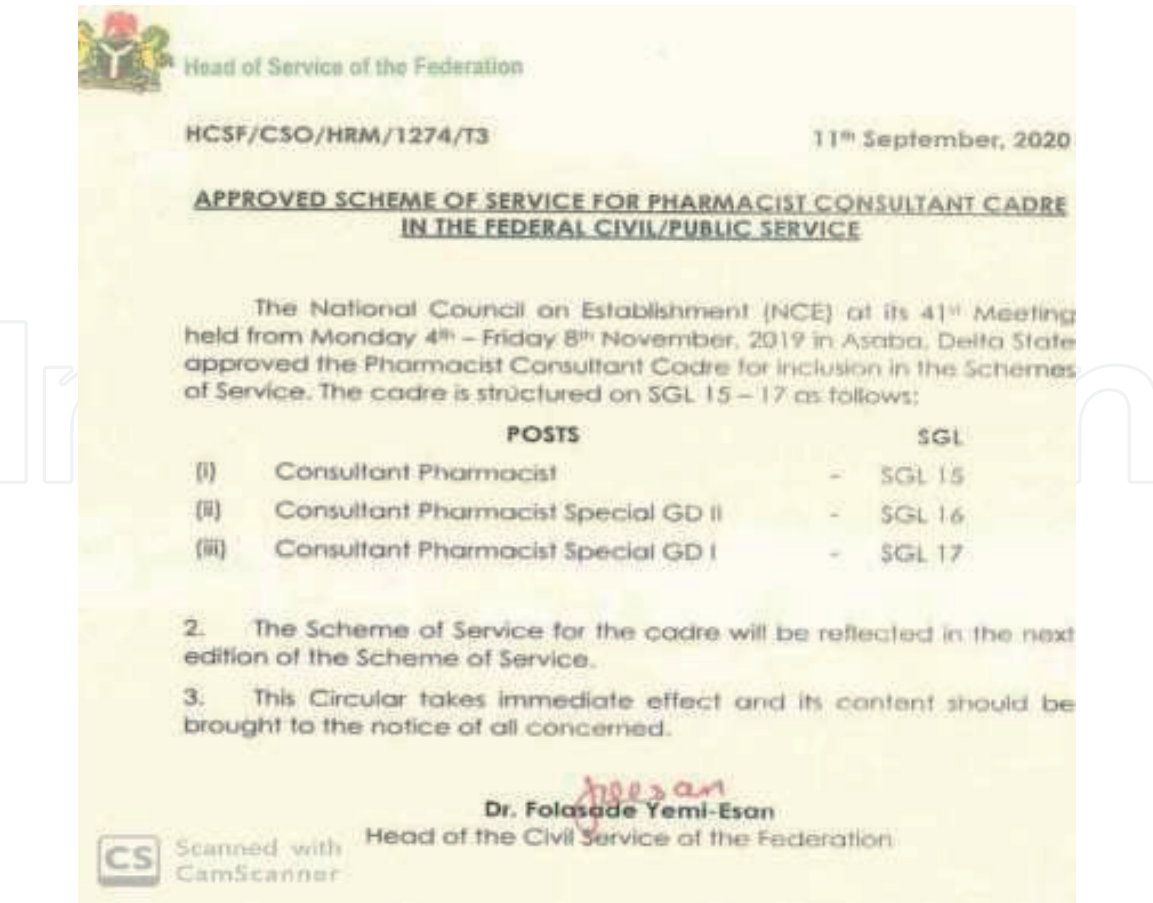 Head of Service of the Federation
HCSF/CSO/HRM/1274/T3 11th September, 2020
APPROVED SCHEME OF SERVICE FOR PHARMACIST CONSULTANT CADRE
IN THE FEDERAL CIVIL/PUBLIC SERVICE
The National Council on Establishment (NCE) at its 41st Meeting
held from Monday 4th – Friday 8th November, 2019 in Asaba, Delta State
approved the Pharmacist Consultant Cadre for inclusion in the Schemes
of Service. The cadre is structured on SGL 15 – 17 as follows:
POSTS SGL
(i) Consultant Pharmacist - SGL 15
(ii) Consultant Pharmacist Special GD II - SGL 16
(iii) Consultant Pharmacist Special GD I - SGL 17
2. The Scheme of Service for the cadre will be reflected in the next
edition of the Scheme of Service.
3. This Circular takes immediate effect and its content should be
brought to the notice of all concerned.
Dr. Folasade Yemi-Esan
Head of the Civil Service of the Federation
CS Scanned with
CamScanner